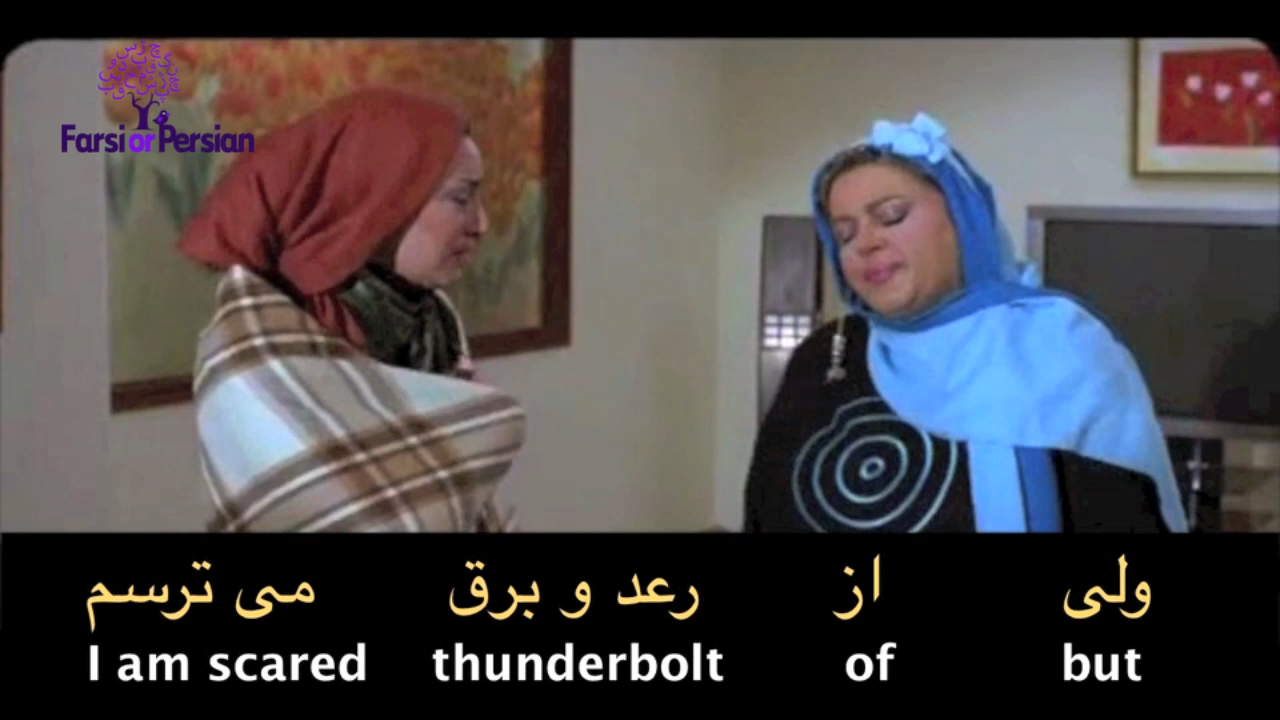 Farsi or Persian
ولی از رعد و برق می ترسم
I am scared thunderbolt of but